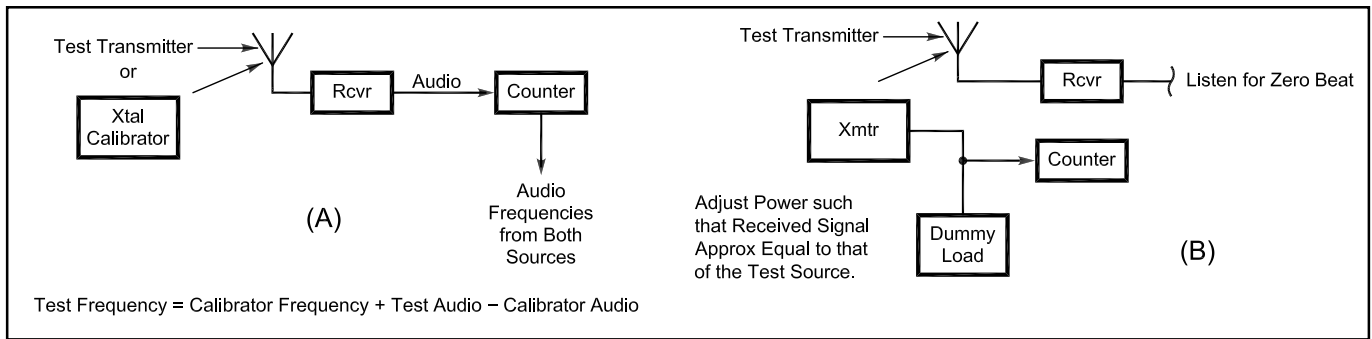 Test Transmitter
or
Xtal
Calibrator
Rcvr
Audio
Counter
Audio
Frequencies
from Both
Sources
(A)
Test Frequency = Calibrator Frequency + Test Audio – Calibrator Audio
Test Transmitter
Rcvr
Listen for Zero Beat
Xmtr
Counter
Adjust Power such
that Received Signal
Approx Equal to that
of the Test Source.
Dummy
Load
(B)